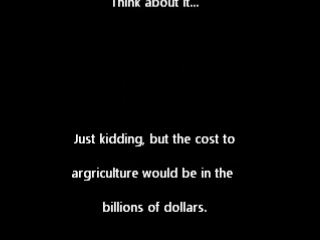 Think about it...
Just kidding, but the cost to
argriculture would be in the
billions of dollars.